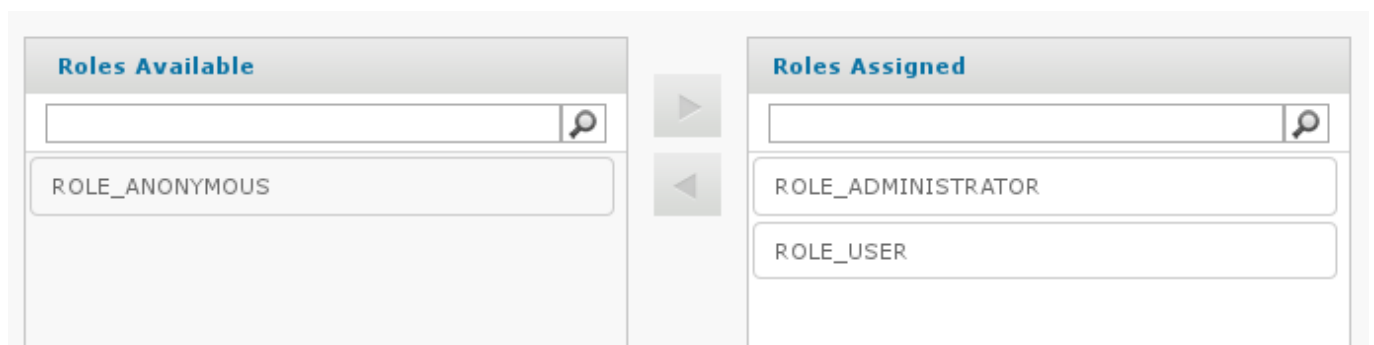 Roles Available
ROLE_ANONYMOUS
Roles Assigned
ROLE_ADMINISTRATOR
ROLE_USER